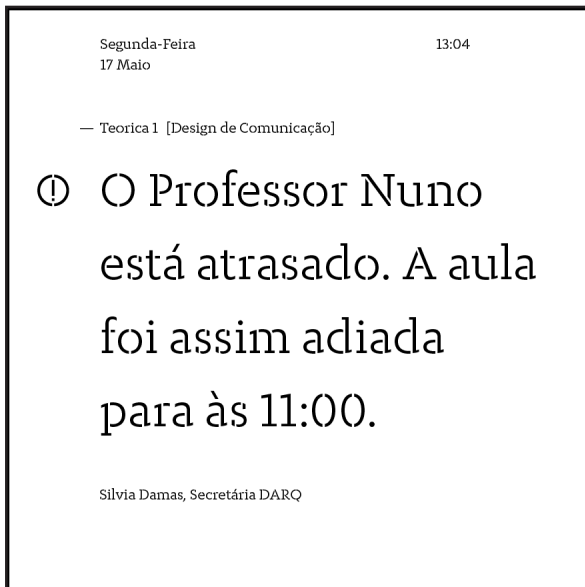 Segunda-Feira 13:04
17 Maio
— Teorica 1 [Design de Comunicação]
! O Professor Nuno
está atrasado. A aula
foi assim adiada
para às 11:00.
Silvia Damas, Secretária DARQ